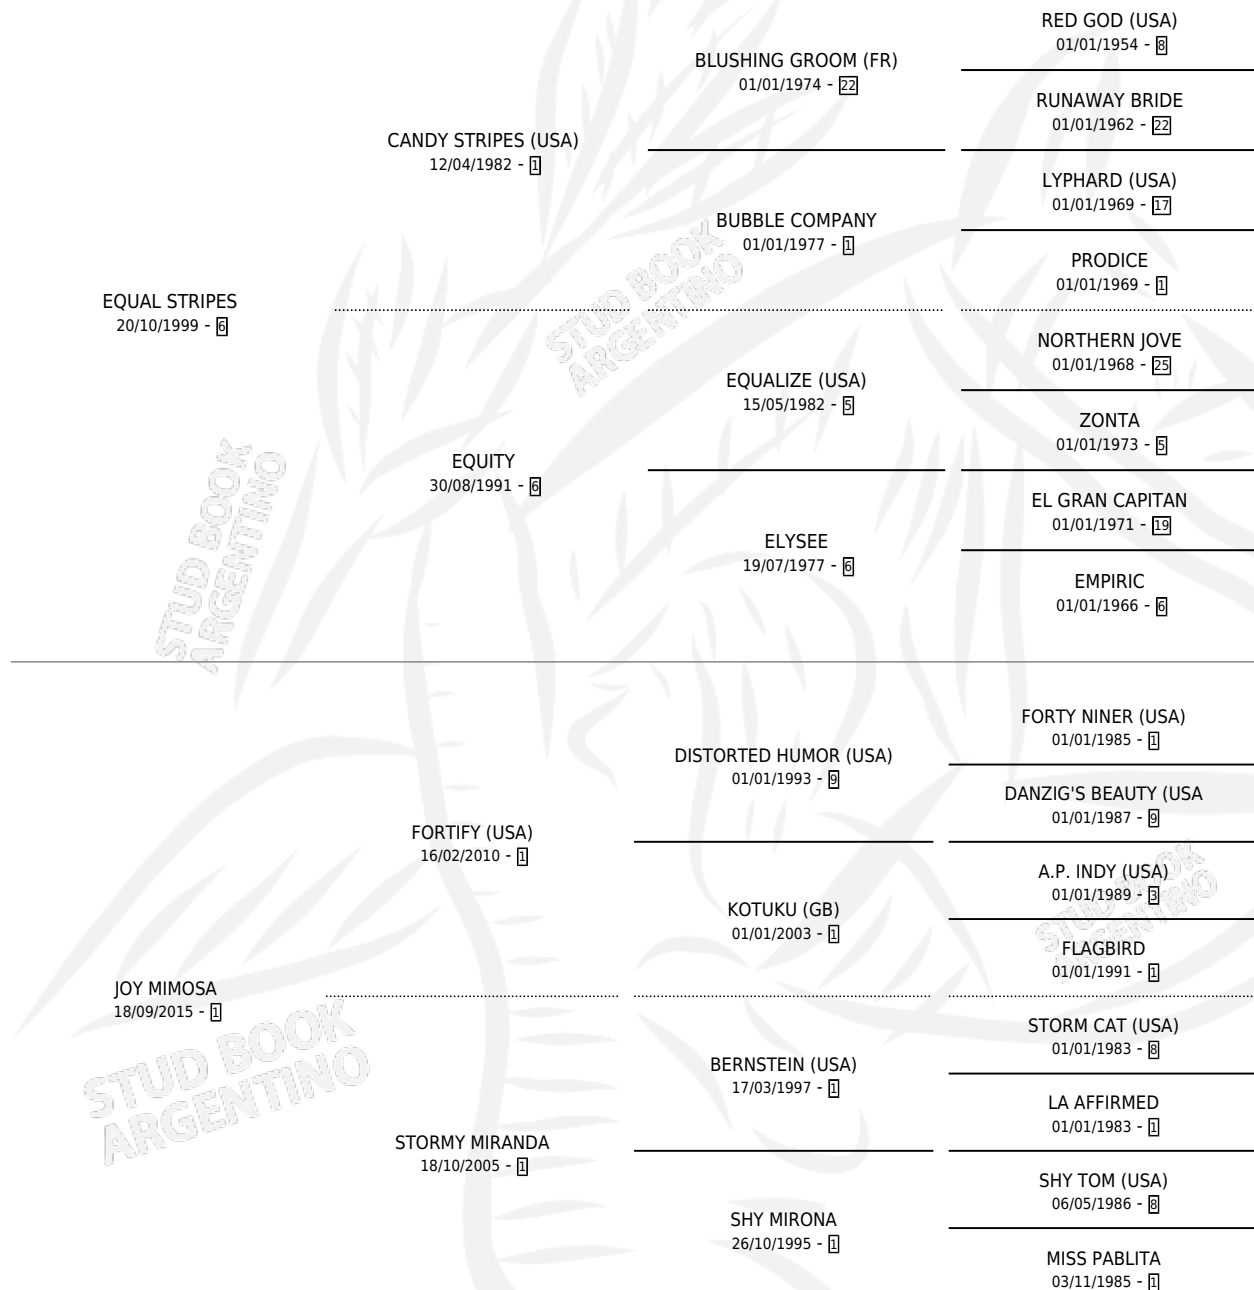 RED GOD (USA)
01/01/1954 - 8
BLUSHING GROOM (FR)
01/01/1974 - 22
RUNAWAY BRIDE
01/01/1962 - 22
CANDY STRIPES (USA)
12/04/1982 - 1
LYPHARD (USA)
01/01/1969 - 17
BUBBLE COMPANY
01/01/1977 - 1
PRODICE
01/01/1969 - 1
EQUAL STRIPES
20/10/1999 - 6
STUD BOOK
ARGENTINO
NORTHERN JOVE
01/01/1968 - 25
EQUALIZE (USA)
15/05/1982 - 5
ZONTA
01/01/1973 - 5
EQUITY
30/08/1991 - 6
EL GRAN CAPITAN
01/01/1971 - 19
ELYSEE
19/07/1977 - 6
EMPIRIC
01/01/1966 - 6
STUD BOOK
ARGENTINO
FORTY NINER (USA)
01/01/1985 - 1
DISTORTED HUMOR (USA)
01/01/1993 - 9
DANZIG'S BEAUTY (USA
01/01/1987 - 9
FORTIFY (USA)
16/02/2010 - 1
A.P. INDY (USA)
01/01/1989 - 3
KOTUKU (GB)
01/01/2003 - 1
STUD BOOK
ARGENTINO
FLAGBIRD
01/01/1991 - 1
JOY MIMOSA
18/09/2015 - 1
STORM CAT (USA)
01/01/1983 - 8
BERNSTEIN (USA)
17/03/1997 - 1
LA AFFIRMED
01/01/1983 - 1
STUD BOOK
ARGENTINO
STORMY MIRANDA
18/10/2005 - 1
SHY TOM (USA)
06/05/1986 - 8
SHY MIRONA
26/10/1995 - 1
MISS PABLITA
03/11/1985 - 1